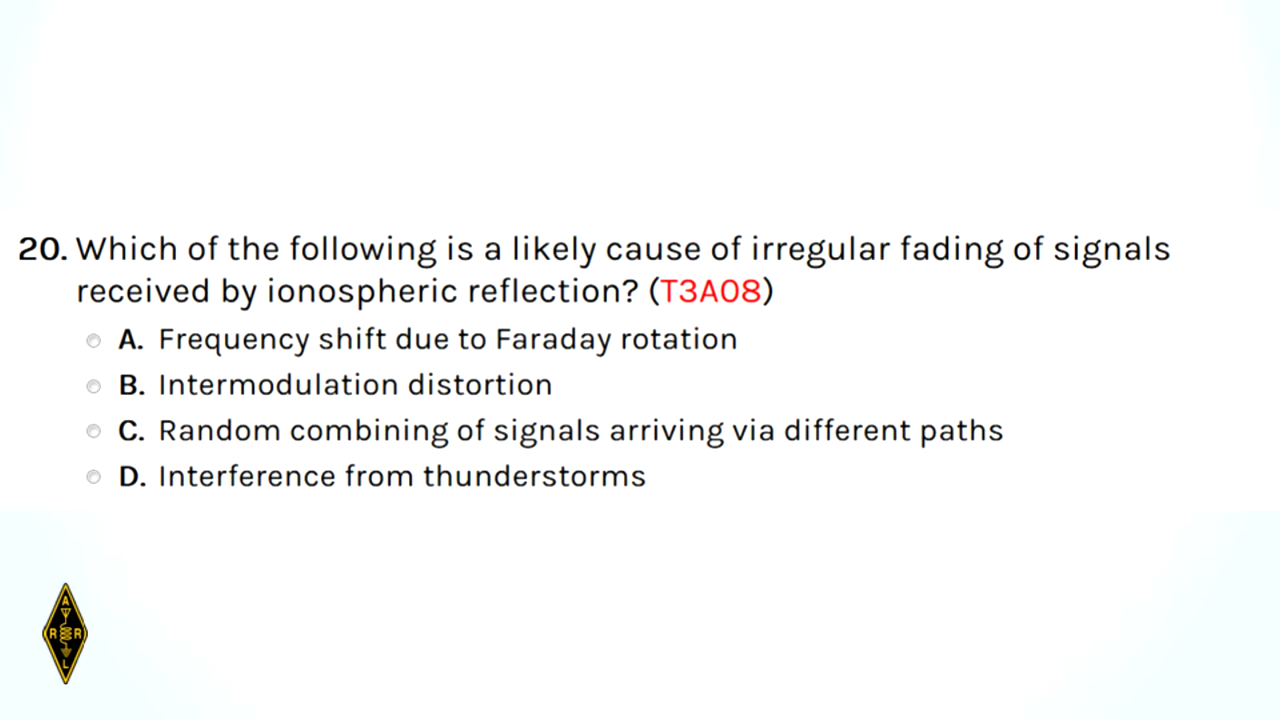 20. Which of the following is a likely cause of irregular fading of signals
received by ionospheric reflection? (T3A08)
A. Frequency shift due to Faraday rotation
B. Intermodulation distortion
C. Random combining of signals arriving via different paths
D. Interference from thunderstorms
A
R R
L